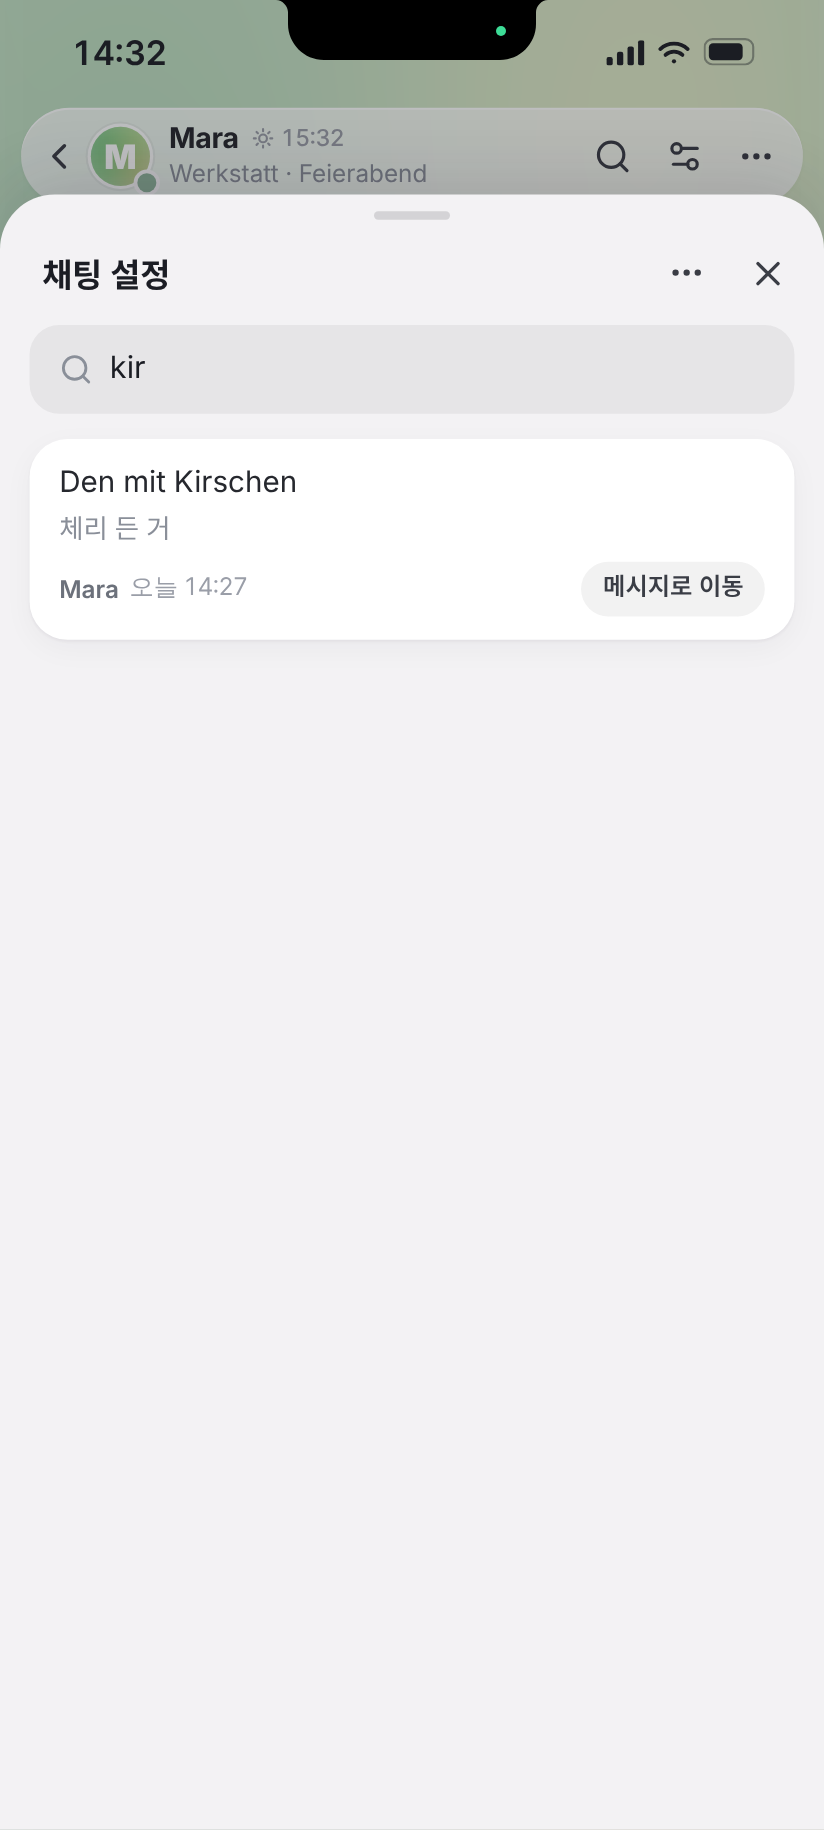 14:32
M
Mara 15:32
Werkstatt · Feierabend
채팅 설정
kir
Den mit Kirschen
체리 든 거
Mara 오늘 14:27
메시지로 이동